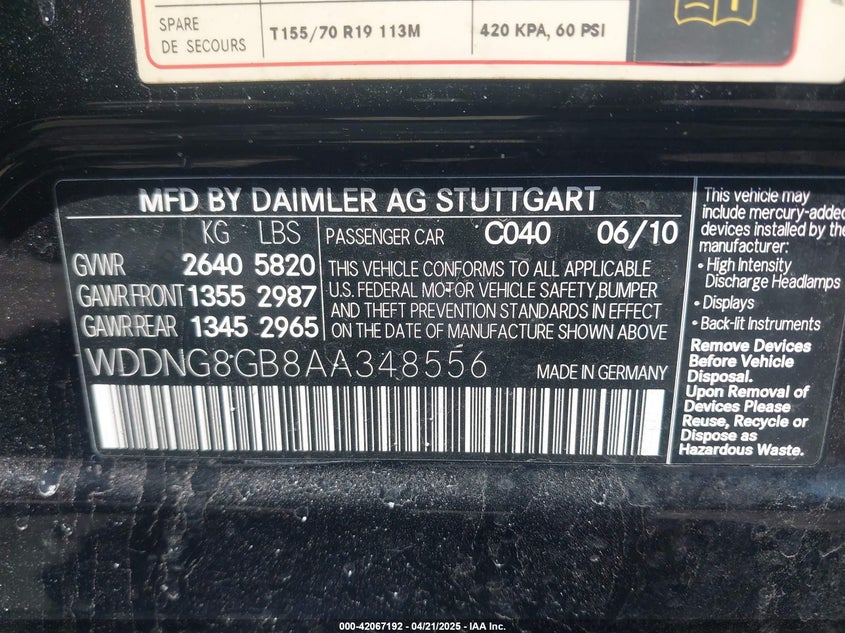 SPARE
DE SECOURS
T155/70 R19 113M
420 KPA, 60 PSI
MFD BY DAIMLER AG STUTTGART
KG LBS
GVWR 2640 5820
GAWR FRONT 1355 2987
GAWR REAR 1345 2965
PASSENGER CAR C040 06/10
THIS VEHICLE CONFORMS TO ALL APPLICABLE
U.S. FEDERAL MOTOR VEHICLE SAFETY,BUMPER
AND THEFT PREVENTION STANDARDS IN EFFECT
ON THE DATE OF MANUFACTURE SHOWN ABOVE
WDDNG8GB8AA348556
MADE IN GERMANY
This vehicle may
include mercury-added
devices installed by the
manufacturer:
• High Intensity
Discharge Headlamps
• Displays
• Back-lit Instruments
Remove Devices
Before Vehicle
Disposal.
Upon Removal of
Devices Please
Reuse, Recycle or
Dispose as
Hazardous Waste.
000-42067192 - 04/21/2025 - IAA Inc.